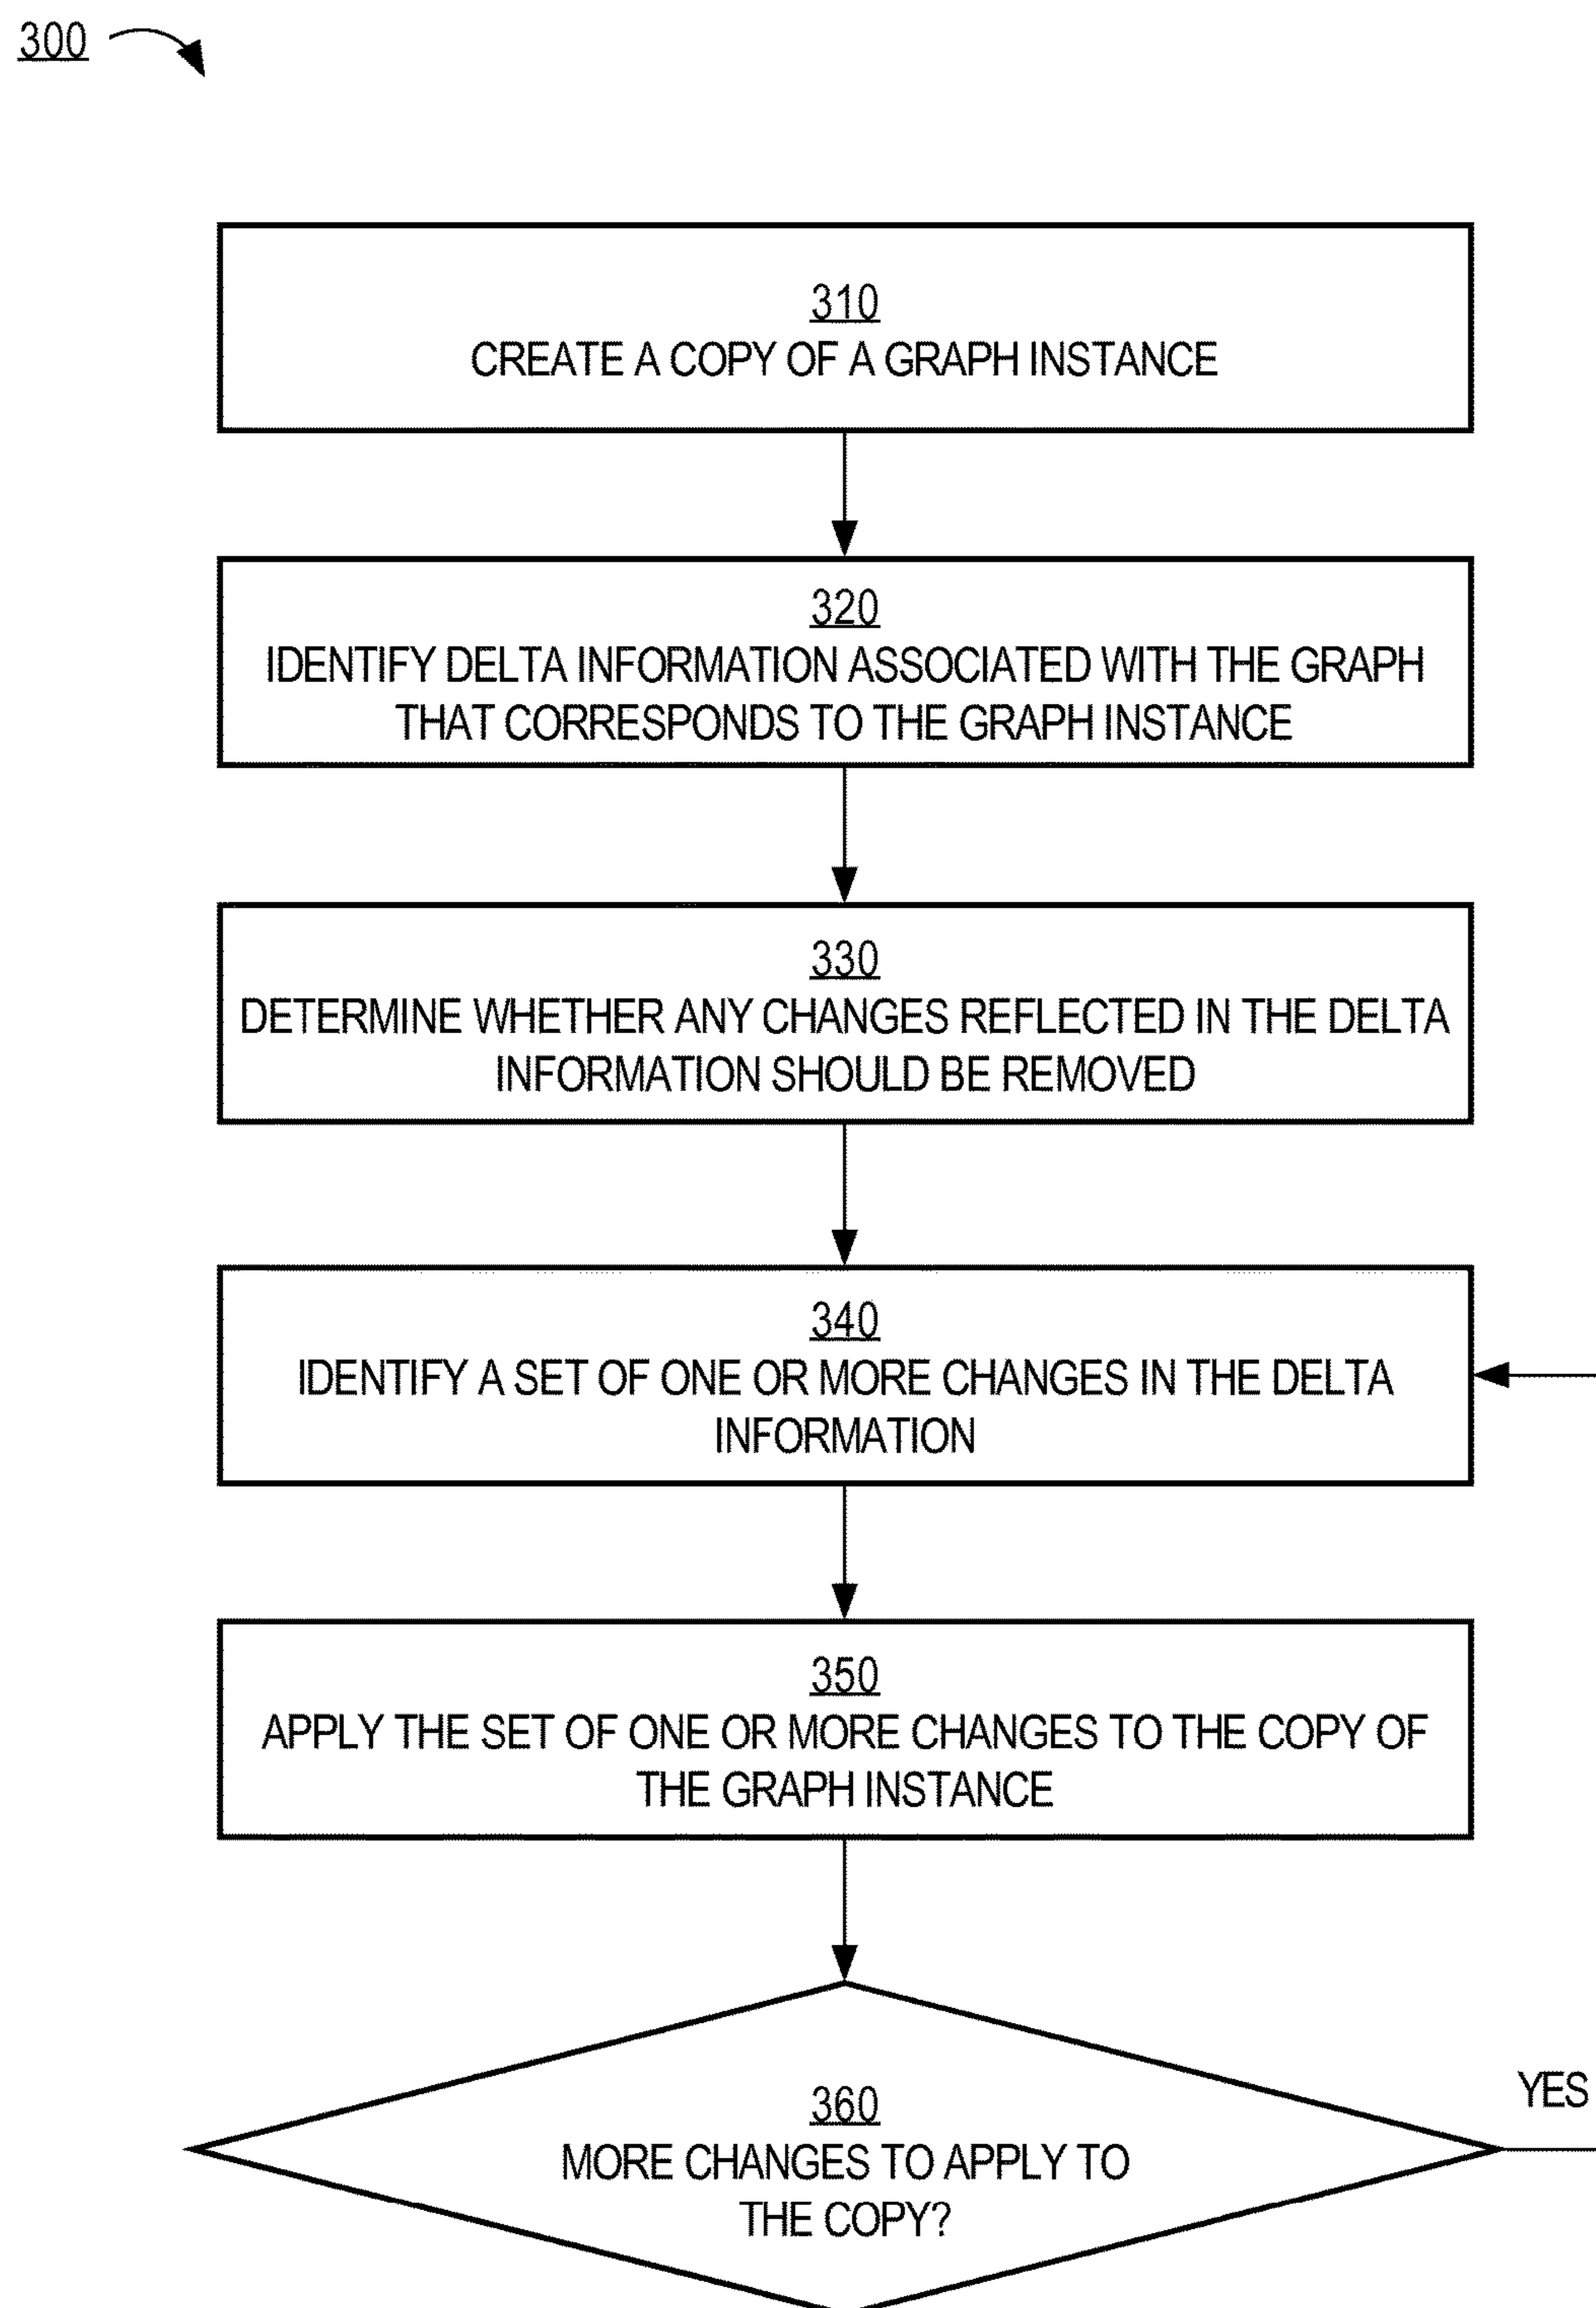 300
310
CREATE A COPY OF A GRAPH INSTANCE
320
IDENTIFY DELTA INFORMATION ASSOCIATED WITH THE GRAPH
THAT CORRESPONDS TO THE GRAPH INSTANCE
330
DETERMINE WHETHER ANY CHANGES REFLECTED IN THE DELTA
INFORMATION SHOULD BE REMOVED
340
IDENTIFY A SET OF ONE OR MORE CHANGES IN THE DELTA
INFORMATION
350
APPLY THE SET OF ONE OR MORE CHANGES TO THE COPY OF
THE GRAPH INSTANCE
YES
360
MORE CHANGES TO APPLY TO
THE COPY?